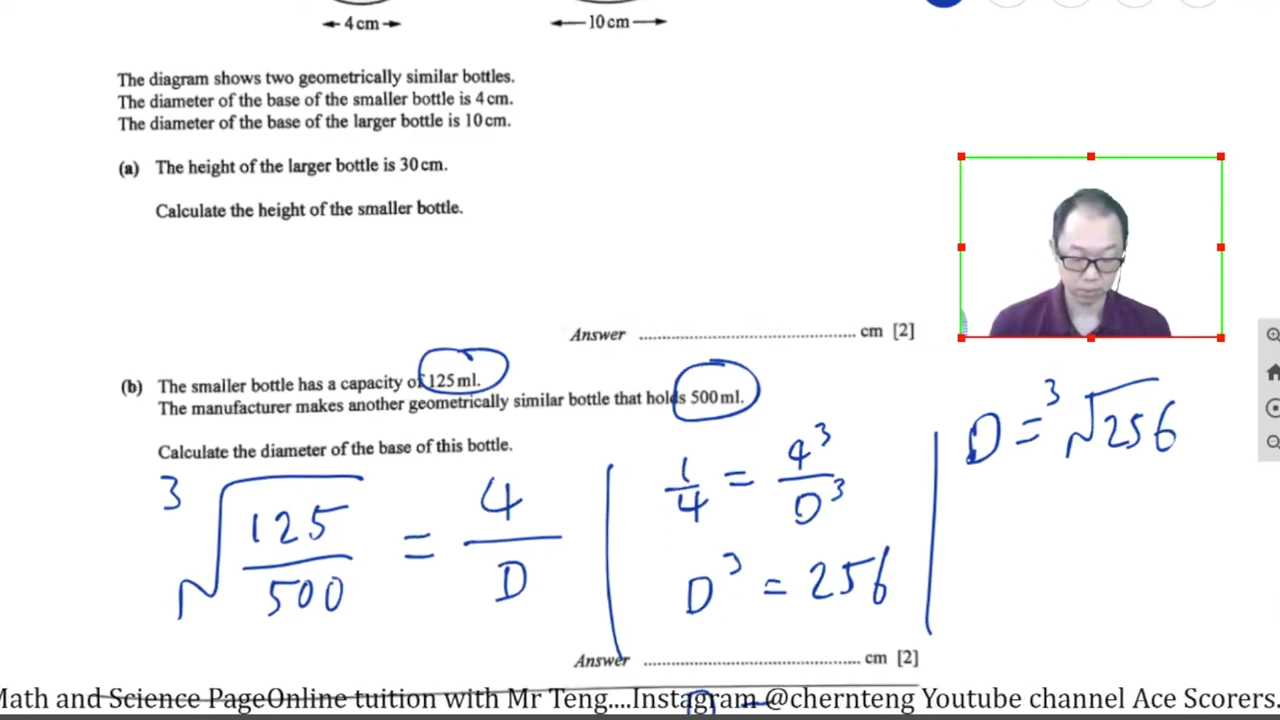 4 cm
10 cm
The diagram shows two geometrically similar bottles.
The diameter of the base of the smaller bottle is 4 cm.
The diameter of the base of the larger bottle is 10 cm.
(a) The height of the larger bottle is 30 cm.
Calculate the height of the smaller bottle.
Answer ................................................ cm [2]
(b) The smaller bottle has a capacity of 125 ml.
The manufacturer makes another geometrically similar bottle that holds 500 ml.
Calculate the diameter of the base of this bottle.
∛(125/500) = 4/D
1/4 = 4³/D³
D³ = 256
D = ∛256
Answer ................................................ cm [2]
Math and Science PageOnline tuition with Mr Teng....Instagram @chernteng Youtube channel Ace Scorers.